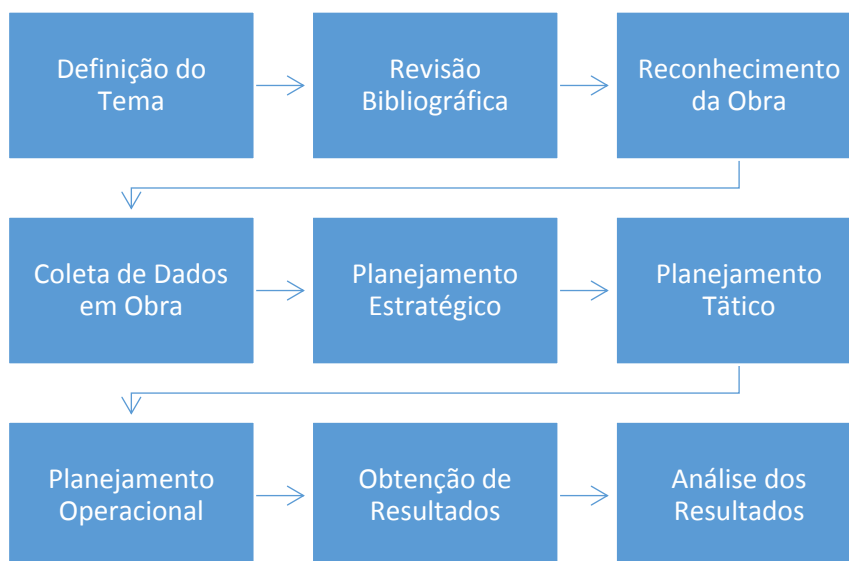 Definição do
Tema
Revisão
Bibliográfica
Reconhecimento
da Obra
Coleta de Dados
em Obra
Planejamento
Estratégico
Planejamento
Tático
Planejamento
Operacional
Obtenção de
Resultados
Análise dos
Resultados